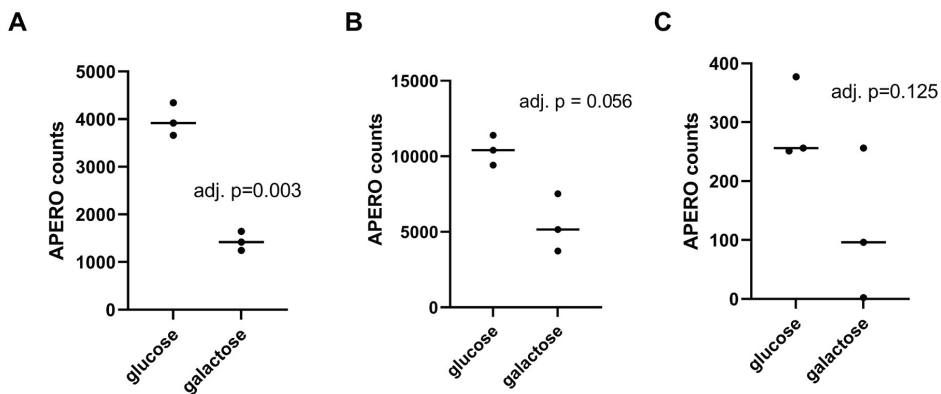 A
APERO counts
5000
4000
3000
2000
1000
0
adj. p=0.003
glucose
galactose
B
APERO counts
15000
10000
5000
0
adj. p = 0.056
glucose
galactose
C
APERO counts
400
300
200
100
0
adj. p=0.125
glucose
galactose